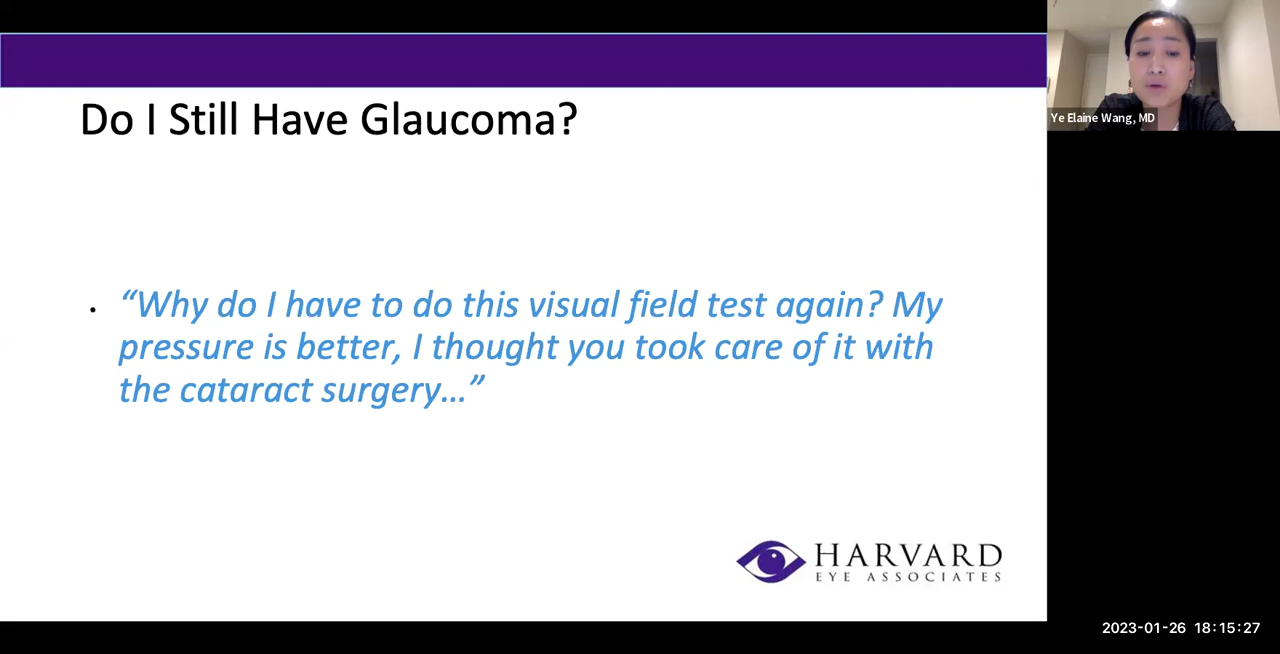 Do I Still Have Glaucoma?
• “Why do I have to do this visual field test again? My
pressure is better, I thought you took care of it with
the cataract surgery…”
HARVARD
EYE ASSOCIATES
Ye Elaine Wang, MD
2023-01-26 18:15:27